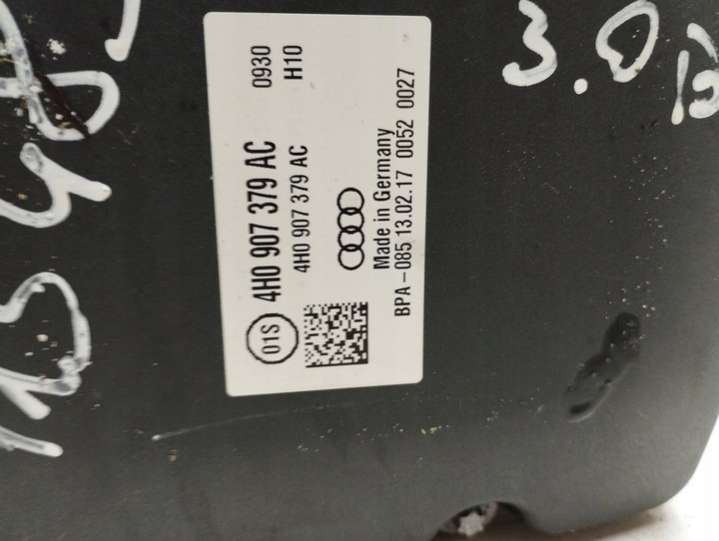 01S 4H0 907 379 AC 0930
4H0 907 379 AC H10
Made in Germany
BPA-085 13.02.17 0052 0027
3.0